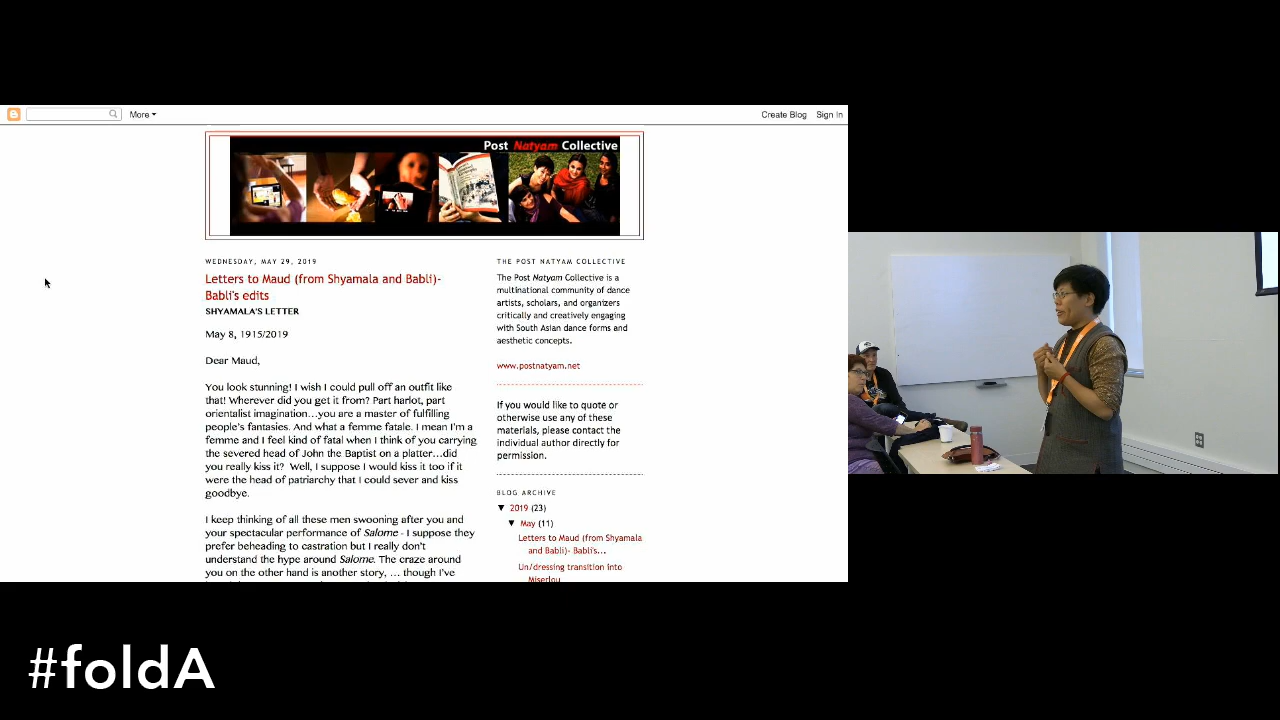 More
Create Blog
Sign In
Post Natyam Collective
WEDNESDAY, MAY 29, 2019
Letters to Maud (from Shyamala and Babli)-
Babli's edits
SHYAMALA'S LETTER
May 8, 1915/2019
Dear Maud,
You look stunning! I wish I could pull off an outfit like
that! Wherever did you get it from? Part harlot, part
orientalist imagination...you are a master of fulfilling
people's fantasies. And what a femme fatale. I mean I'm a
femme and I feel kind of fatal when I think of you carrying
the severed head of John the Baptist on a platter...did
you really kiss it? Well, I suppose I would kiss it too if it
were the head of patriarchy that I could sever and kiss
goodbye.
I keep thinking of all these men swooning after you and
your spectacular performance of Salome - I suppose they
prefer beheading to castration but I really don't
understand the hype around Salome. The craze around
you on the other hand is another story, ... though I've
THE POST NATYAM COLLECTIVE
The Post Natyam Collective is a
multinational community of dance
artists, scholars, and organizers
critically and creatively engaging
with South Asian dance forms and
aesthetic concepts.
www.postnatyam.net
If you would like to quote or
otherwise use any of these
materials, please contact the
individual author directly for
permission.
BLOG ARCHIVE
▼ 2019 (23)
▼ May (11)
Letters to Maud (from Shyamala
and Babli)- Babli's...
Un/dressing transition into
Miserlou
#foldA